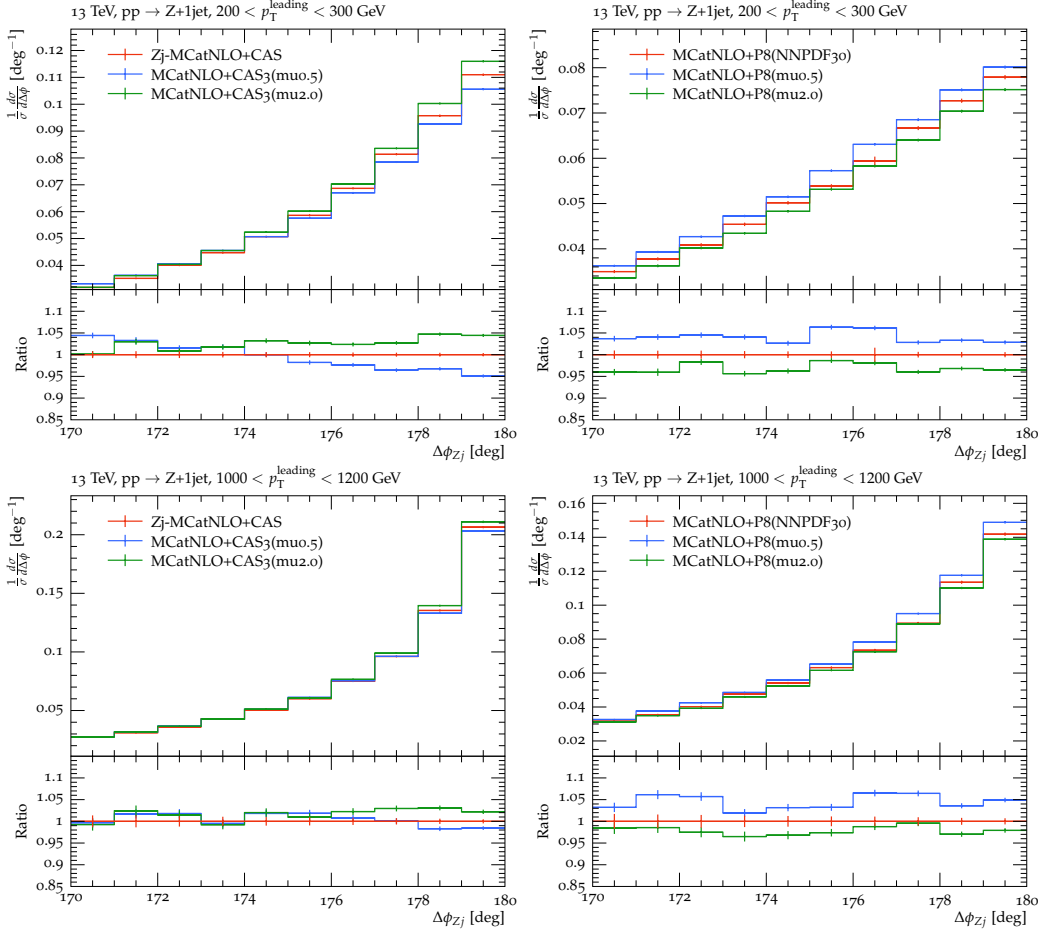 13 TeV, pp → Z+1jet, 200 < p_T^leading < 300 GeV
Zj-MCatNLO+CAS
MCatNLO+CAS3(mu0.5)
MCatNLO+CAS3(mu2.0)
0.12
0.11
0.1
0.09
0.08
0.07
0.06
0.05
0.04
1/σ dσ/dΔϕ [deg⁻¹]
1.1
1.05
1
0.95
0.9
0.85
Ratio
170 172 174 176 178 180
Δϕ_Zj [deg]
13 TeV, pp → Z+1jet, 200 < p_T^leading < 300 GeV
MCatNLO+P8(NNPDF30)
MCatNLO+P8(mu0.5)
MCatNLO+P8(mu2.0)
0.08
0.07
0.06
0.05
0.04
1/σ dσ/dΔϕ [deg⁻¹]
1.1
1.05
1
0.95
0.9
0.85
Ratio
170 172 174 176 178 180
Δϕ_Zj [deg]
13 TeV, pp → Z+1jet, 1000 < p_T^leading < 1200 GeV
Zj-MCatNLO+CAS
MCatNLO+CAS3(mu0.5)
MCatNLO+CAS3(mu2.0)
0.2
0.15
0.1
0.05
1/σ dσ/dΔϕ [deg⁻¹]
1.1
1.05
1
0.95
0.9
0.85
Ratio
170 172 174 176 178 180
Δϕ_Zj [deg]
13 TeV, pp → Z+1jet, 1000 < p_T^leading < 1200 GeV
MCatNLO+P8(NNPDF30)
MCatNLO+P8(mu0.5)
MCatNLO+P8(mu2.0)
0.16
0.14
0.12
0.1
0.08
0.06
0.04
0.02
1/σ dσ/dΔϕ [deg⁻¹]
1.1
1.05
1
0.95
0.9
0.85
Ratio
170 172 174 176 178 180
Δϕ_Zj [deg]